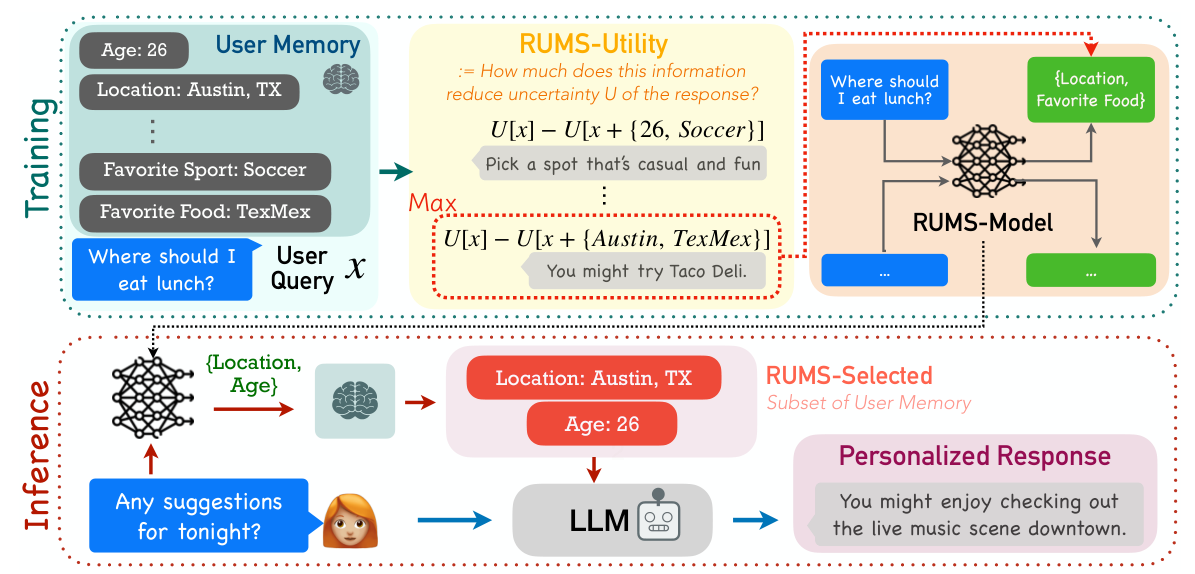 Training
User Memory
Age: 26
Location: Austin, TX
Favorite Sport: Soccer
Favorite Food: TexMex
Where should I
eat lunch?
User
Query x
RUMS-Utility
:= How much does this information
reduce uncertainty U of the response?
U[x] − U[x + {26, Soccer}]
Pick a spot that's casual and fun
Max
U[x] − U[x + {Austin, TexMex}]
You might try Taco Deli.
Where should
I eat lunch?
{Location,
Favorite Food}
RUMS-Model
...
...
Inference
{Location,
Age}
Location: Austin, TX
Age: 26
RUMS-Selected
Subset of User Memory
Any suggestions
for tonight?
LLM
Personalized Response
You might enjoy checking out
the live music scene downtown.